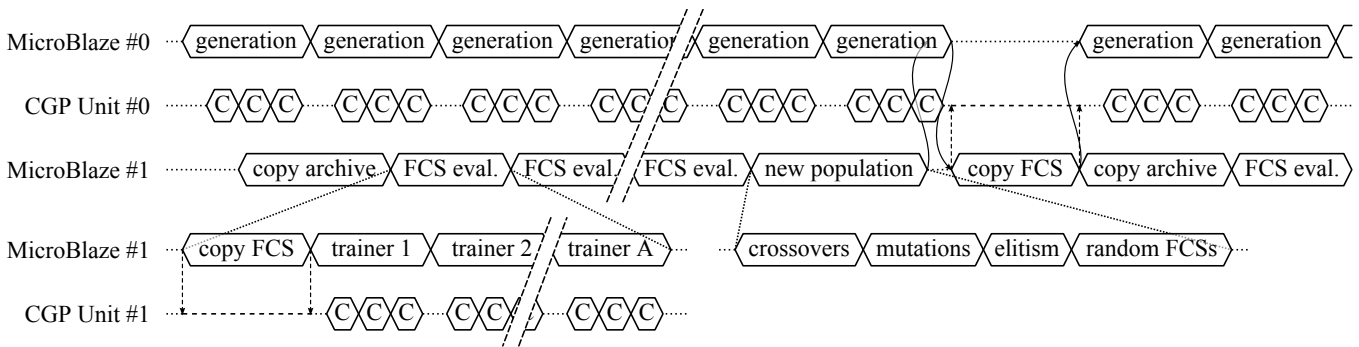 MicroBlaze #0 generation generation generation generation generation generation generation generation
CGP Unit #0 C C C C C C C C C C C C C C C C C C C C C C C C
MicroBlaze #1 copy archive FCS eval. FCS eval. FCS eval. new population copy FCS copy archive FCS eval.
MicroBlaze #1 copy FCS trainer 1 trainer 2 trainer A crossovers mutations elitism random FCSs
CGP Unit #1 C C C C C C C C